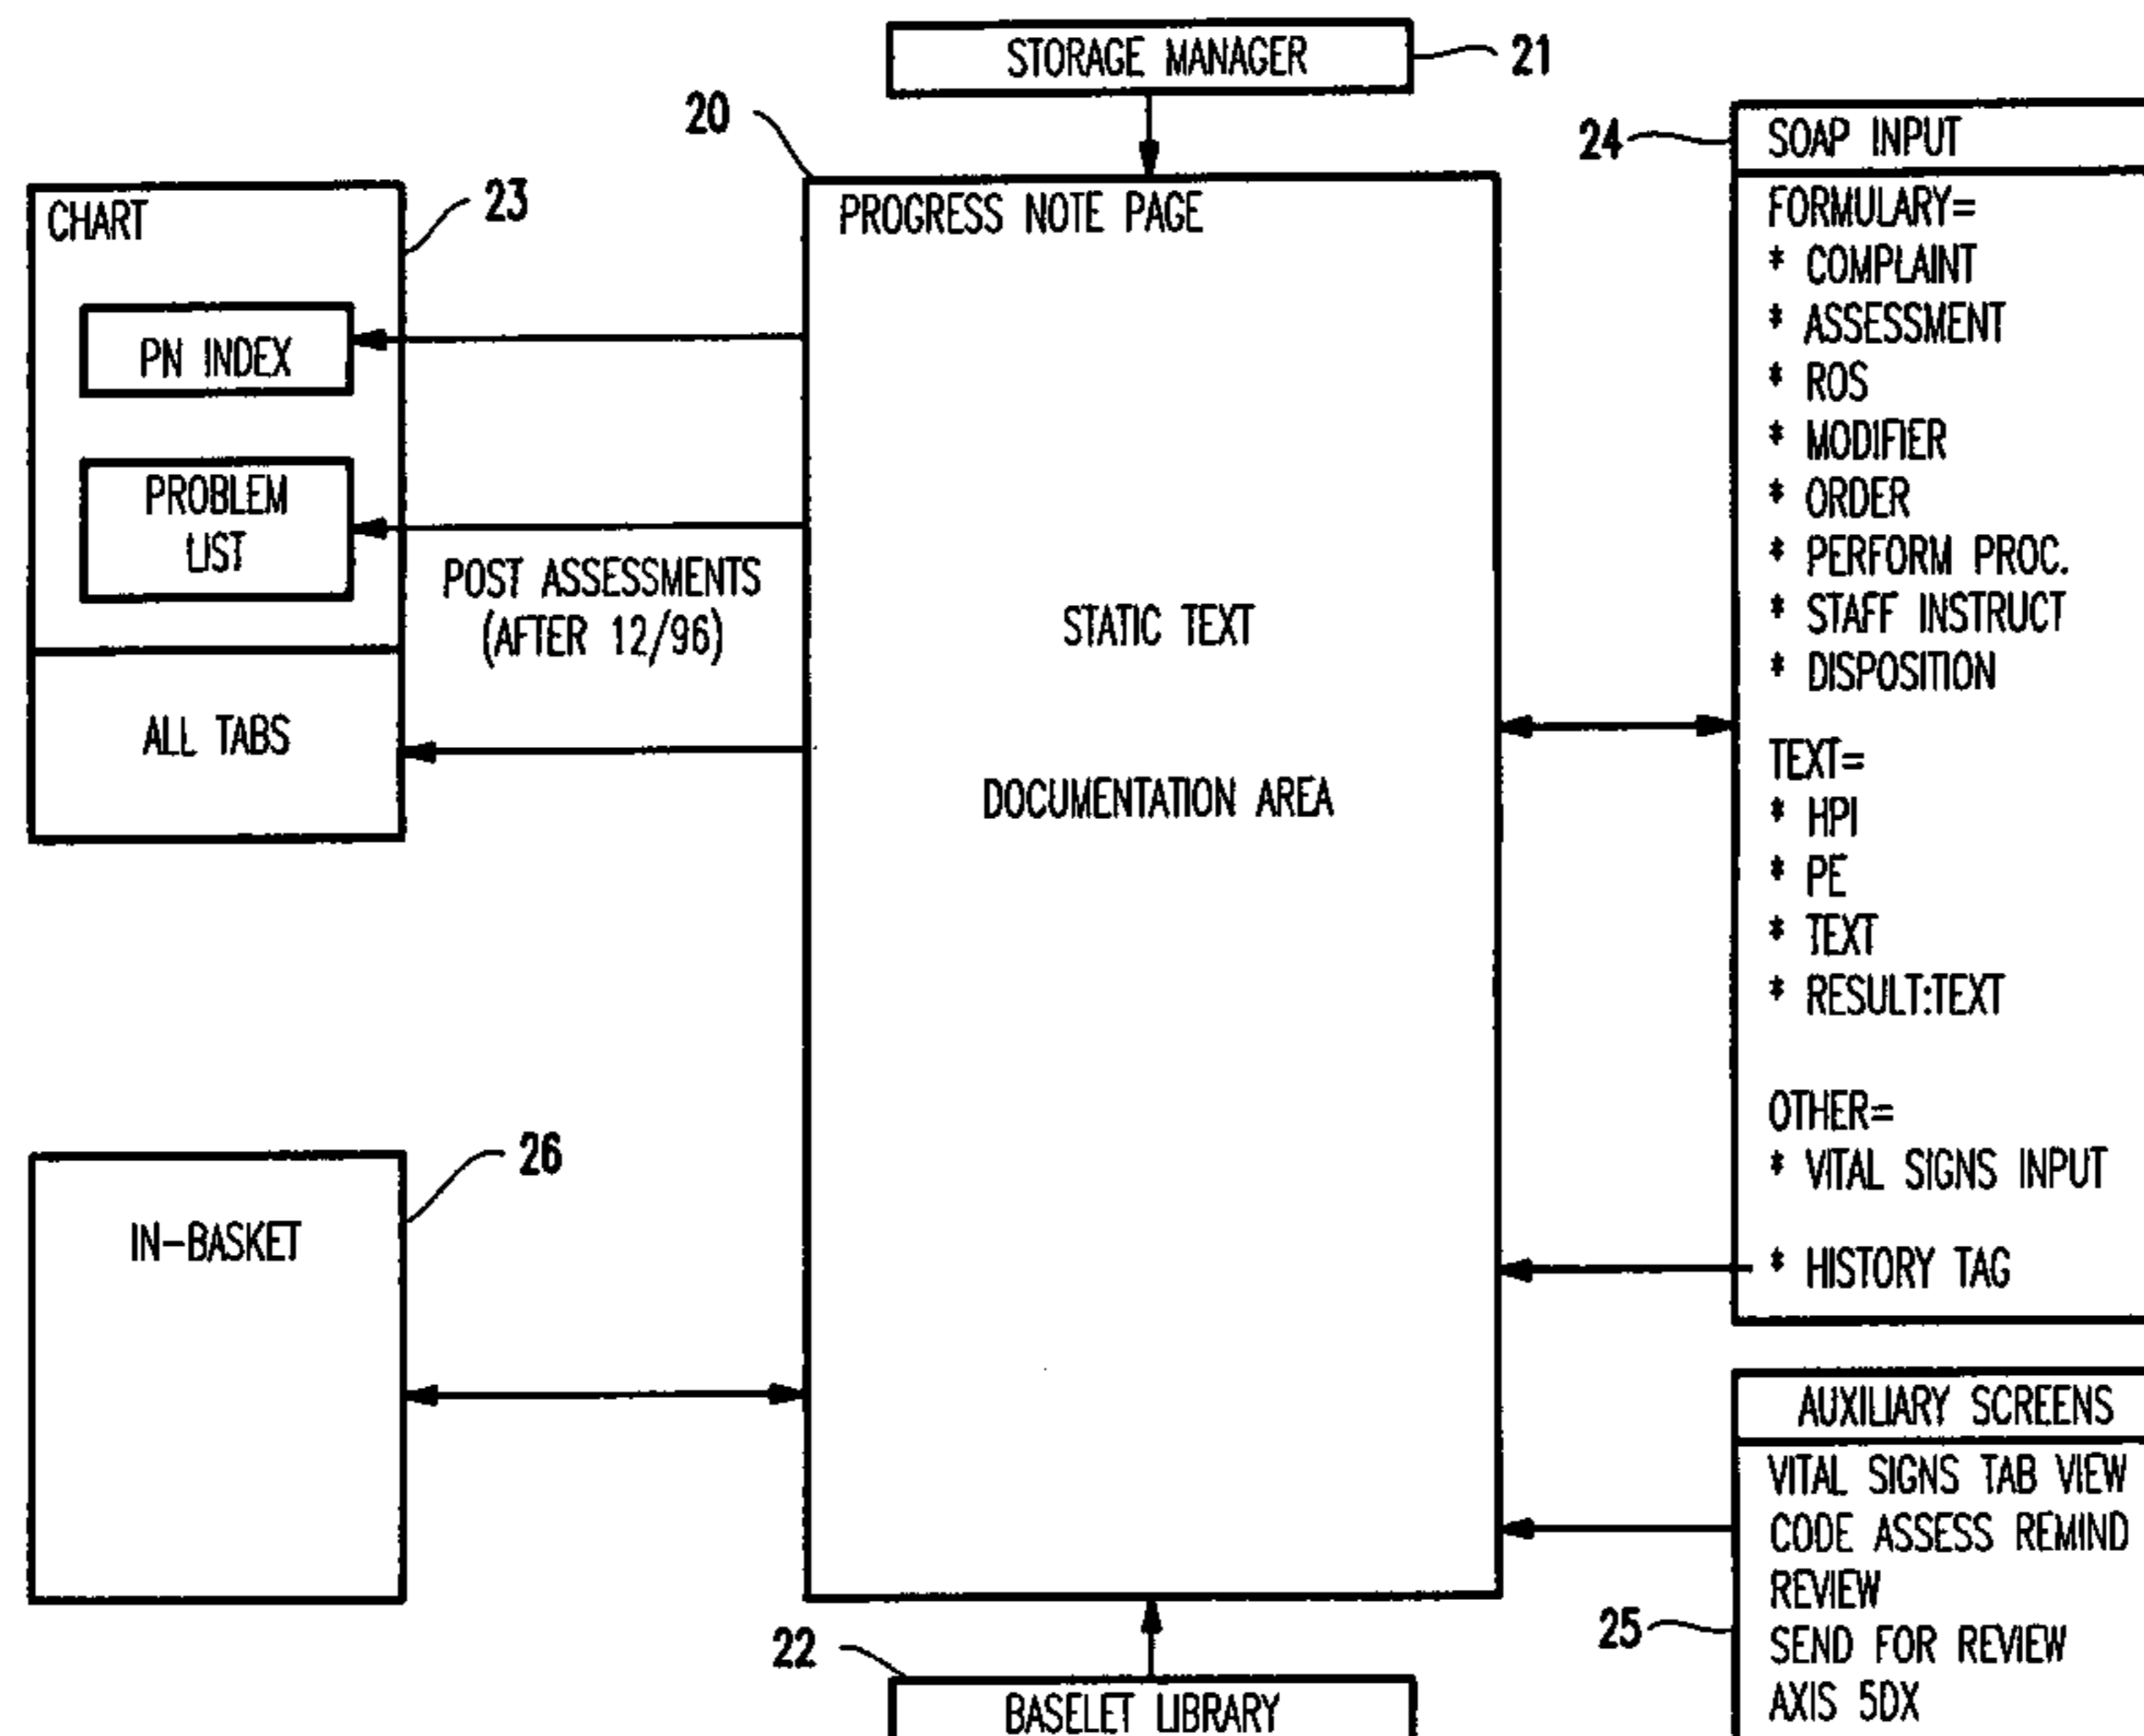 STORAGE MANAGER
21
20
PROGRESS NOTE PAGE
STATIC TEXT
DOCUMENTATION AREA
23
CHART
PN INDEX
PROBLEM
LIST
POST ASSESSMENTS
(AFTER 12/96)
ALL TABS
24
SOAP INPUT
FORMULARY=
* COMPLAINT
* ASSESSMENT
* ROS
* MODIFIER
* ORDER
* PERFORM PROC.
* STAFF INSTRUCT
* DISPOSITION
TEXT=
* HPI
* PE
* TEXT
* RESULT:TEXT
OTHER=
* VITAL SIGNS INPUT
* HISTORY TAG
26
IN-BASKET
AUXILIARY SCREENS
VITAL SIGNS TAB VIEW
CODE ASSESS REMIND
REVIEW
SEND FOR REVIEW
AXIS 5DX
25
22
BASELET LIBRARY